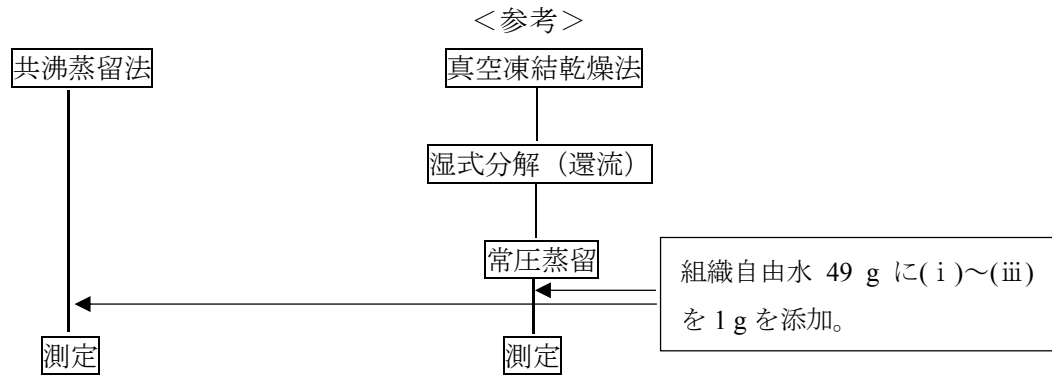 <参考>
共沸蒸留法
真空凍結乾燥法
湿式分解(還流)
常圧蒸留
組織自由水 49 g に(ⅰ)~(ⅲ)
を 1 g を添加。
測定
測定